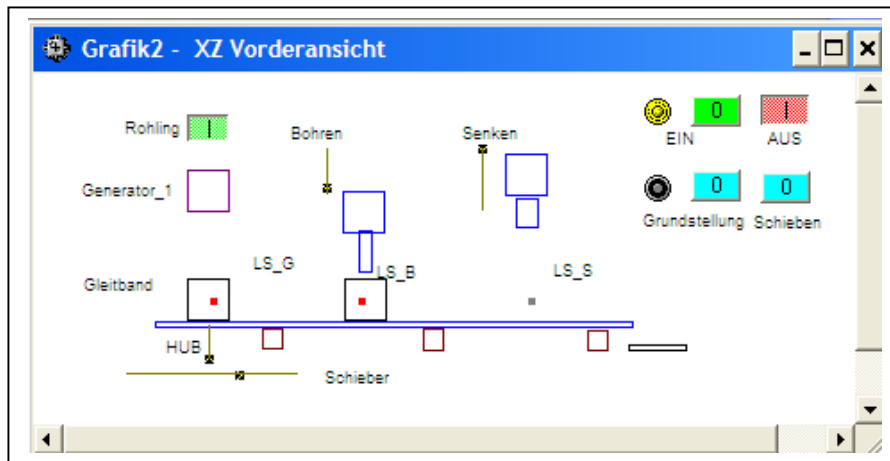 Grafik2 - XZ Vorderansicht
Rohling I
Bohren
Senken
0 I
EIN AUS
Generator_1
0 0
Grundstellung Schieben
LS_G
LS_B
LS_S
Gleitband
HUB
Schieber